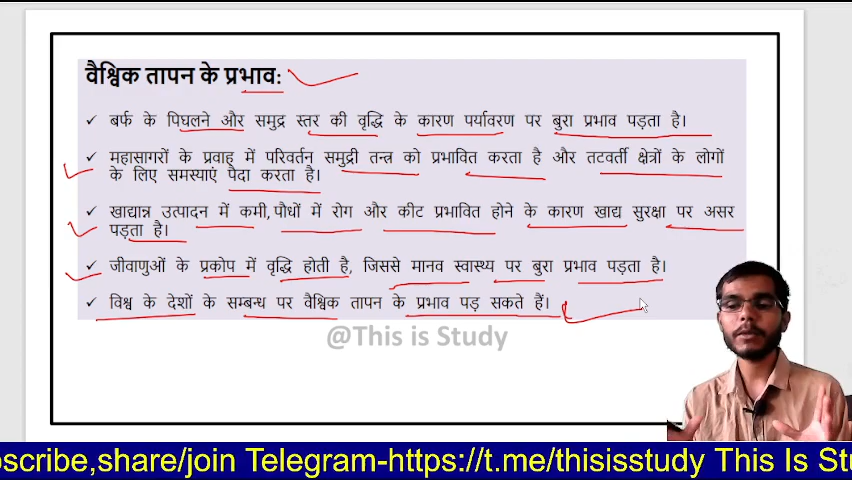 वैश्विक तापन के प्रभाव:
✓ बर्फ के पिघलने और समुद्र स्तर की वृद्धि के कारण पर्यावरण पर बुरा प्रभाव पड़ता है।
✓ महासागरों के प्रवाह में परिवर्तन समुद्री तन्त्र को प्रभावित करता है और तटवर्ती क्षेत्रों के लोगों
के लिए समस्याएं पैदा करता है।
✓ खाद्यान्न उत्पादन में कमी, पौधों में रोग और कीट प्रभावित होने के कारण खाद्य सुरक्षा पर असर
पड़ता है।
✓ जीवाणुओं के प्रकोप में वृद्धि होती है, जिससे मानव स्वास्थ्य पर बुरा प्रभाव पड़ता है।
✓ विश्व के देशों के सम्बन्ध पर वैश्विक तापन के प्रभाव पड़ सकते हैं।
@This is Study
oscribe,share/join Telegram-https://t.me/thisisstudy This Is Stu